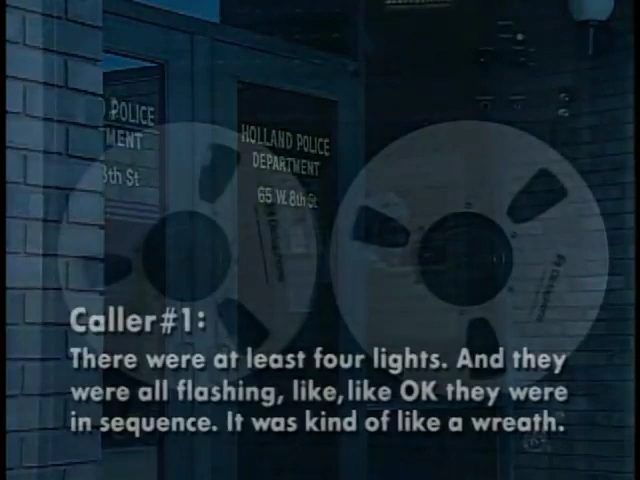 POLICE
MENT
8th St
HOLLAND POLICE
DEPARTMENT
65 W. 8th St
Caller #1:
There were at least four lights. And they
were all flashing, like, like OK they were
in sequence. It was kind of like a wreath.